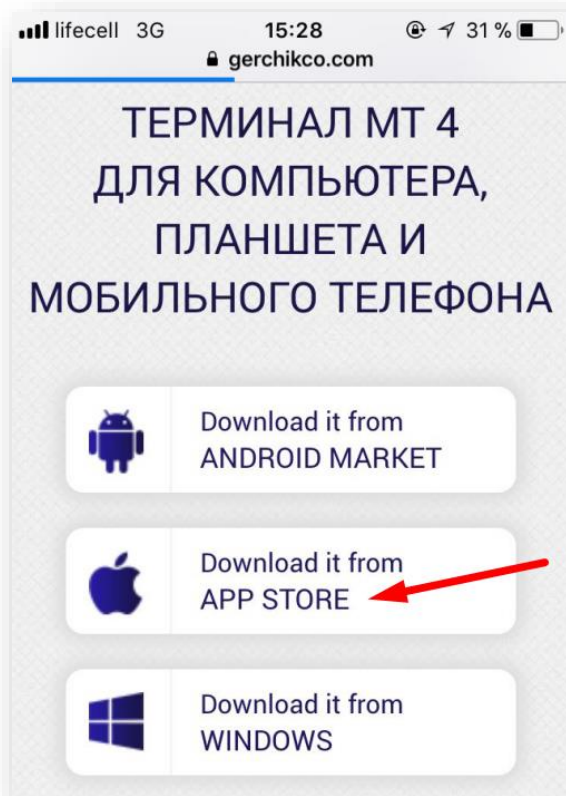 lifecell 3G 15:28 31 %
gerchikco.com
ТЕРМИНАЛ МТ 4
ДЛЯ КОМПЬЮТЕРА,
ПЛАНШЕТА И
МОБИЛЬНОГО ТЕЛЕФОНА
Download it from
ANDROID MARKET
Download it from
APP STORE
Download it from
WINDOWS